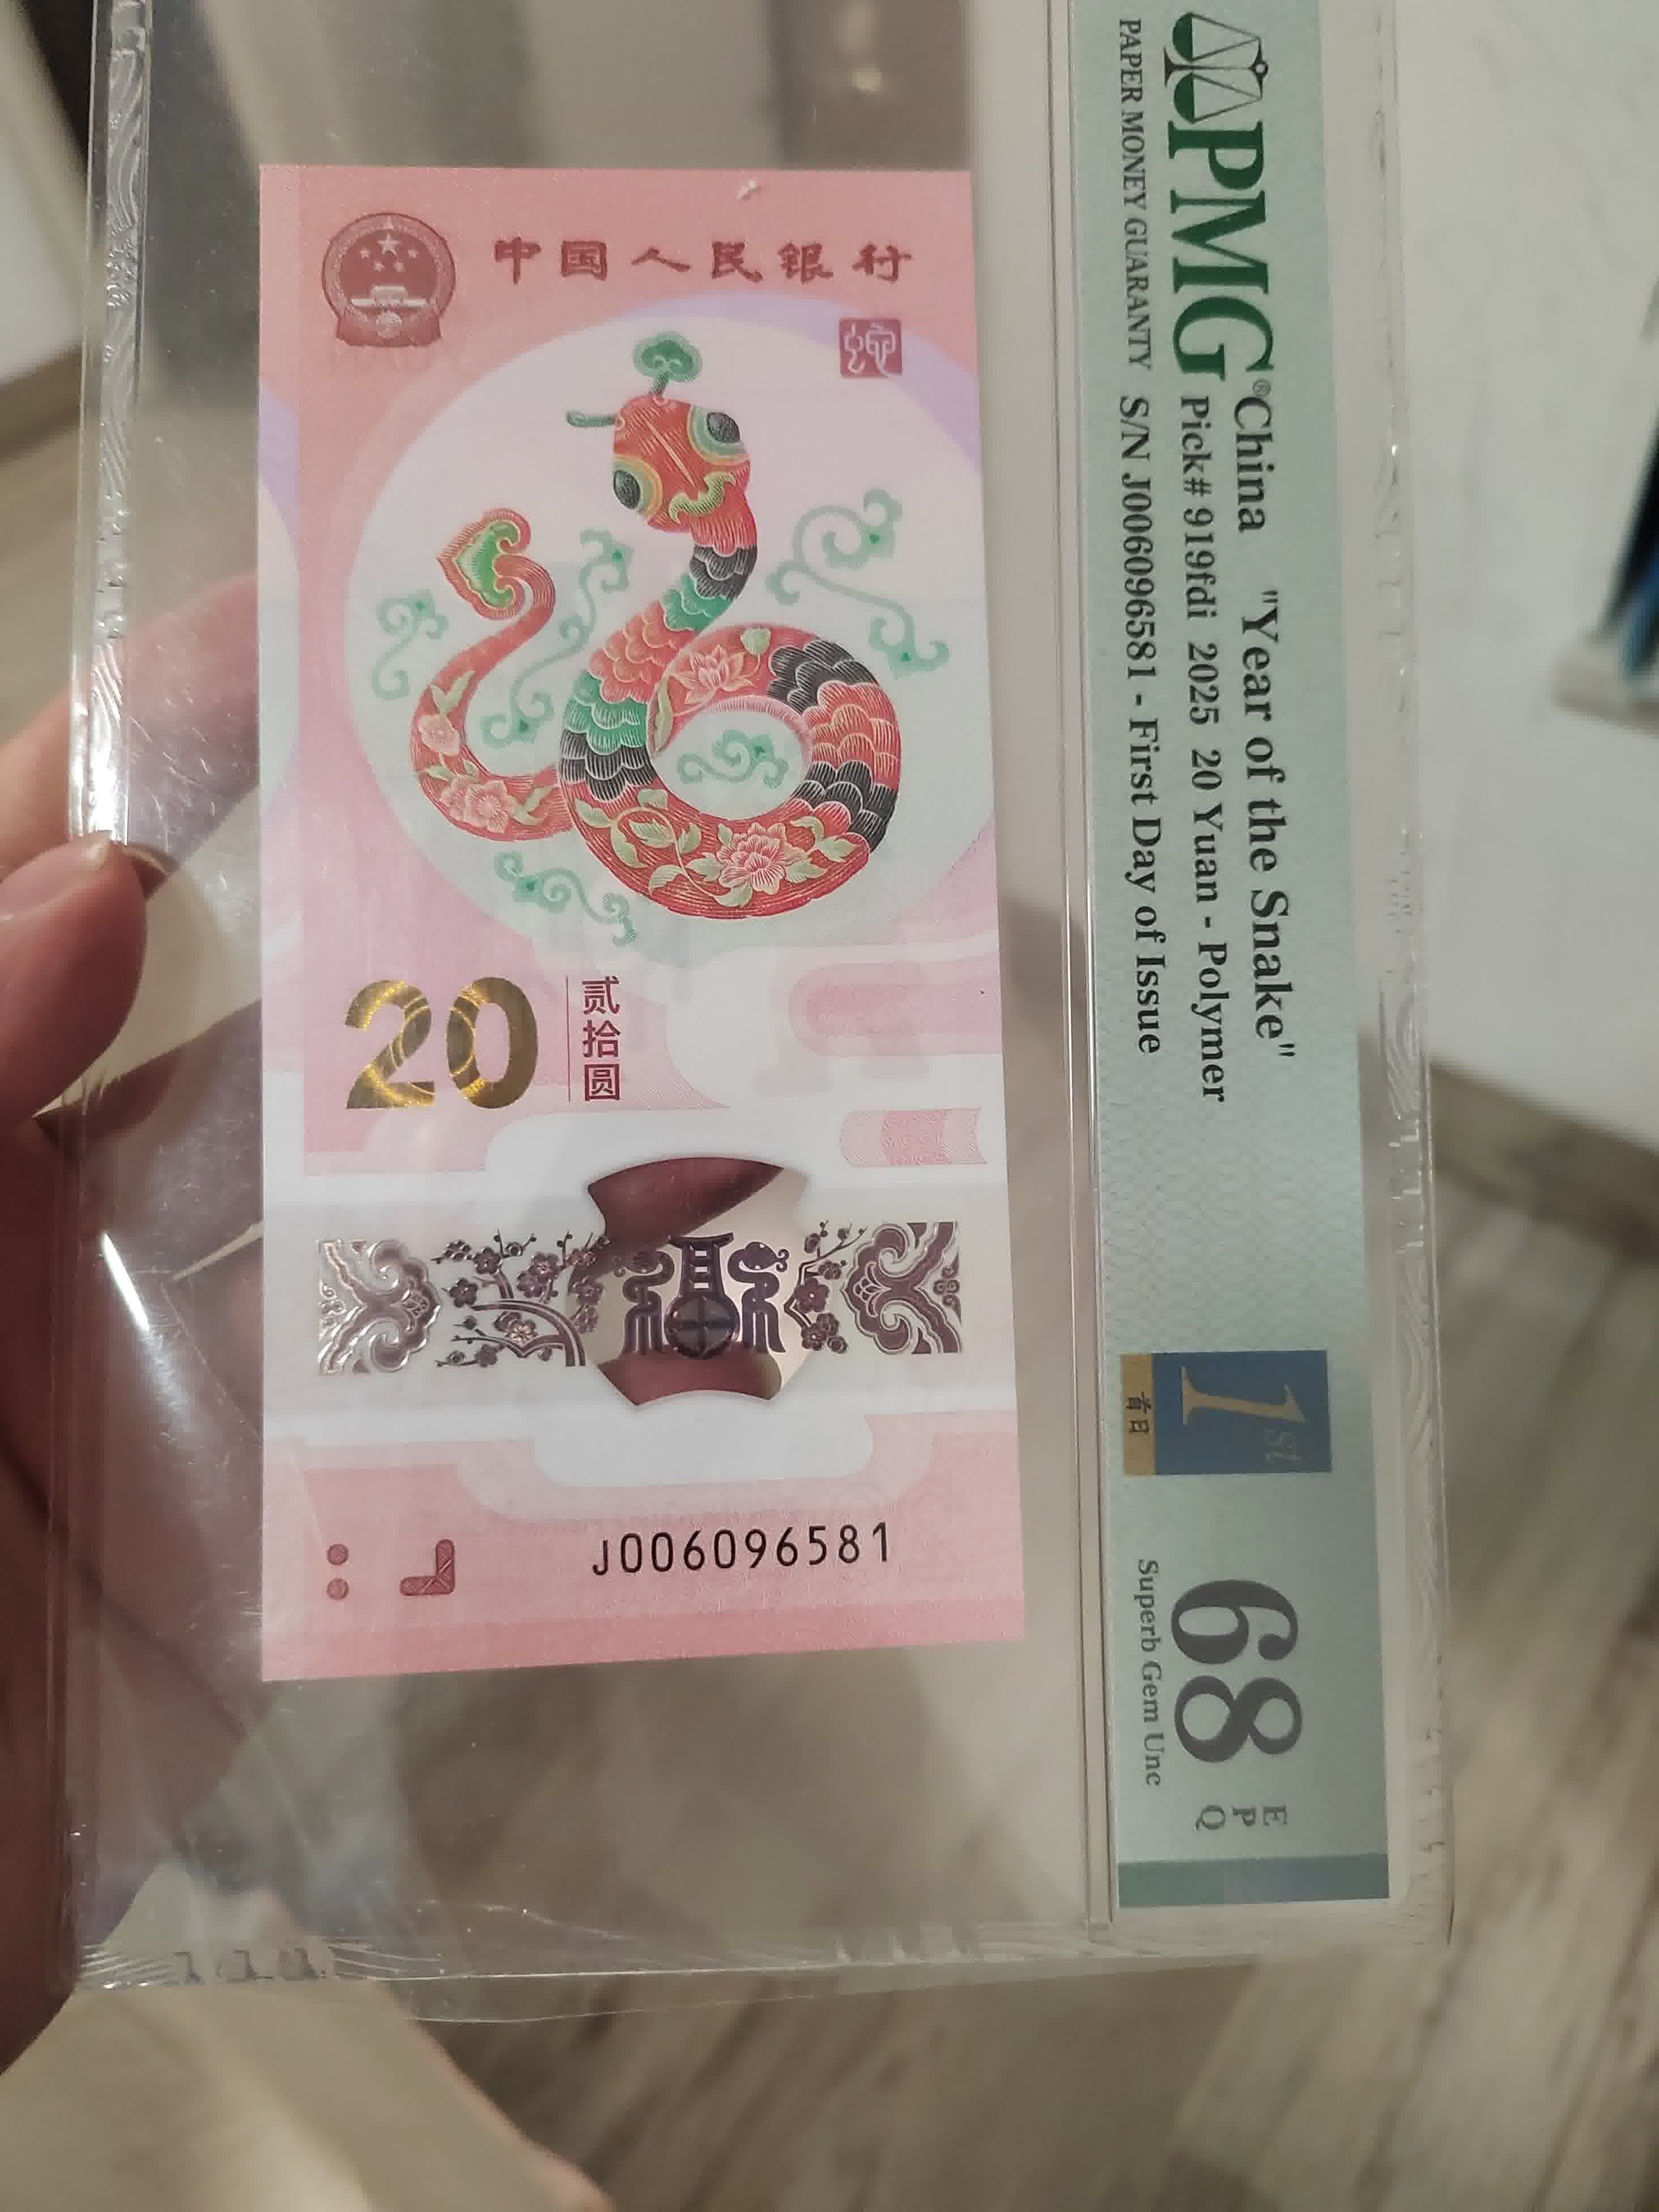 中国人民银行
20
贰拾圆
J006096581
PMG®
PAPER MONEY GUARANTY
China "Year of the Snake"
Pick# 919fdi 2025 20 Yuan - Polymer
S/N J006096581 - First Day of Issue
1st
首日
68
EPQ
Superb Gem Unc